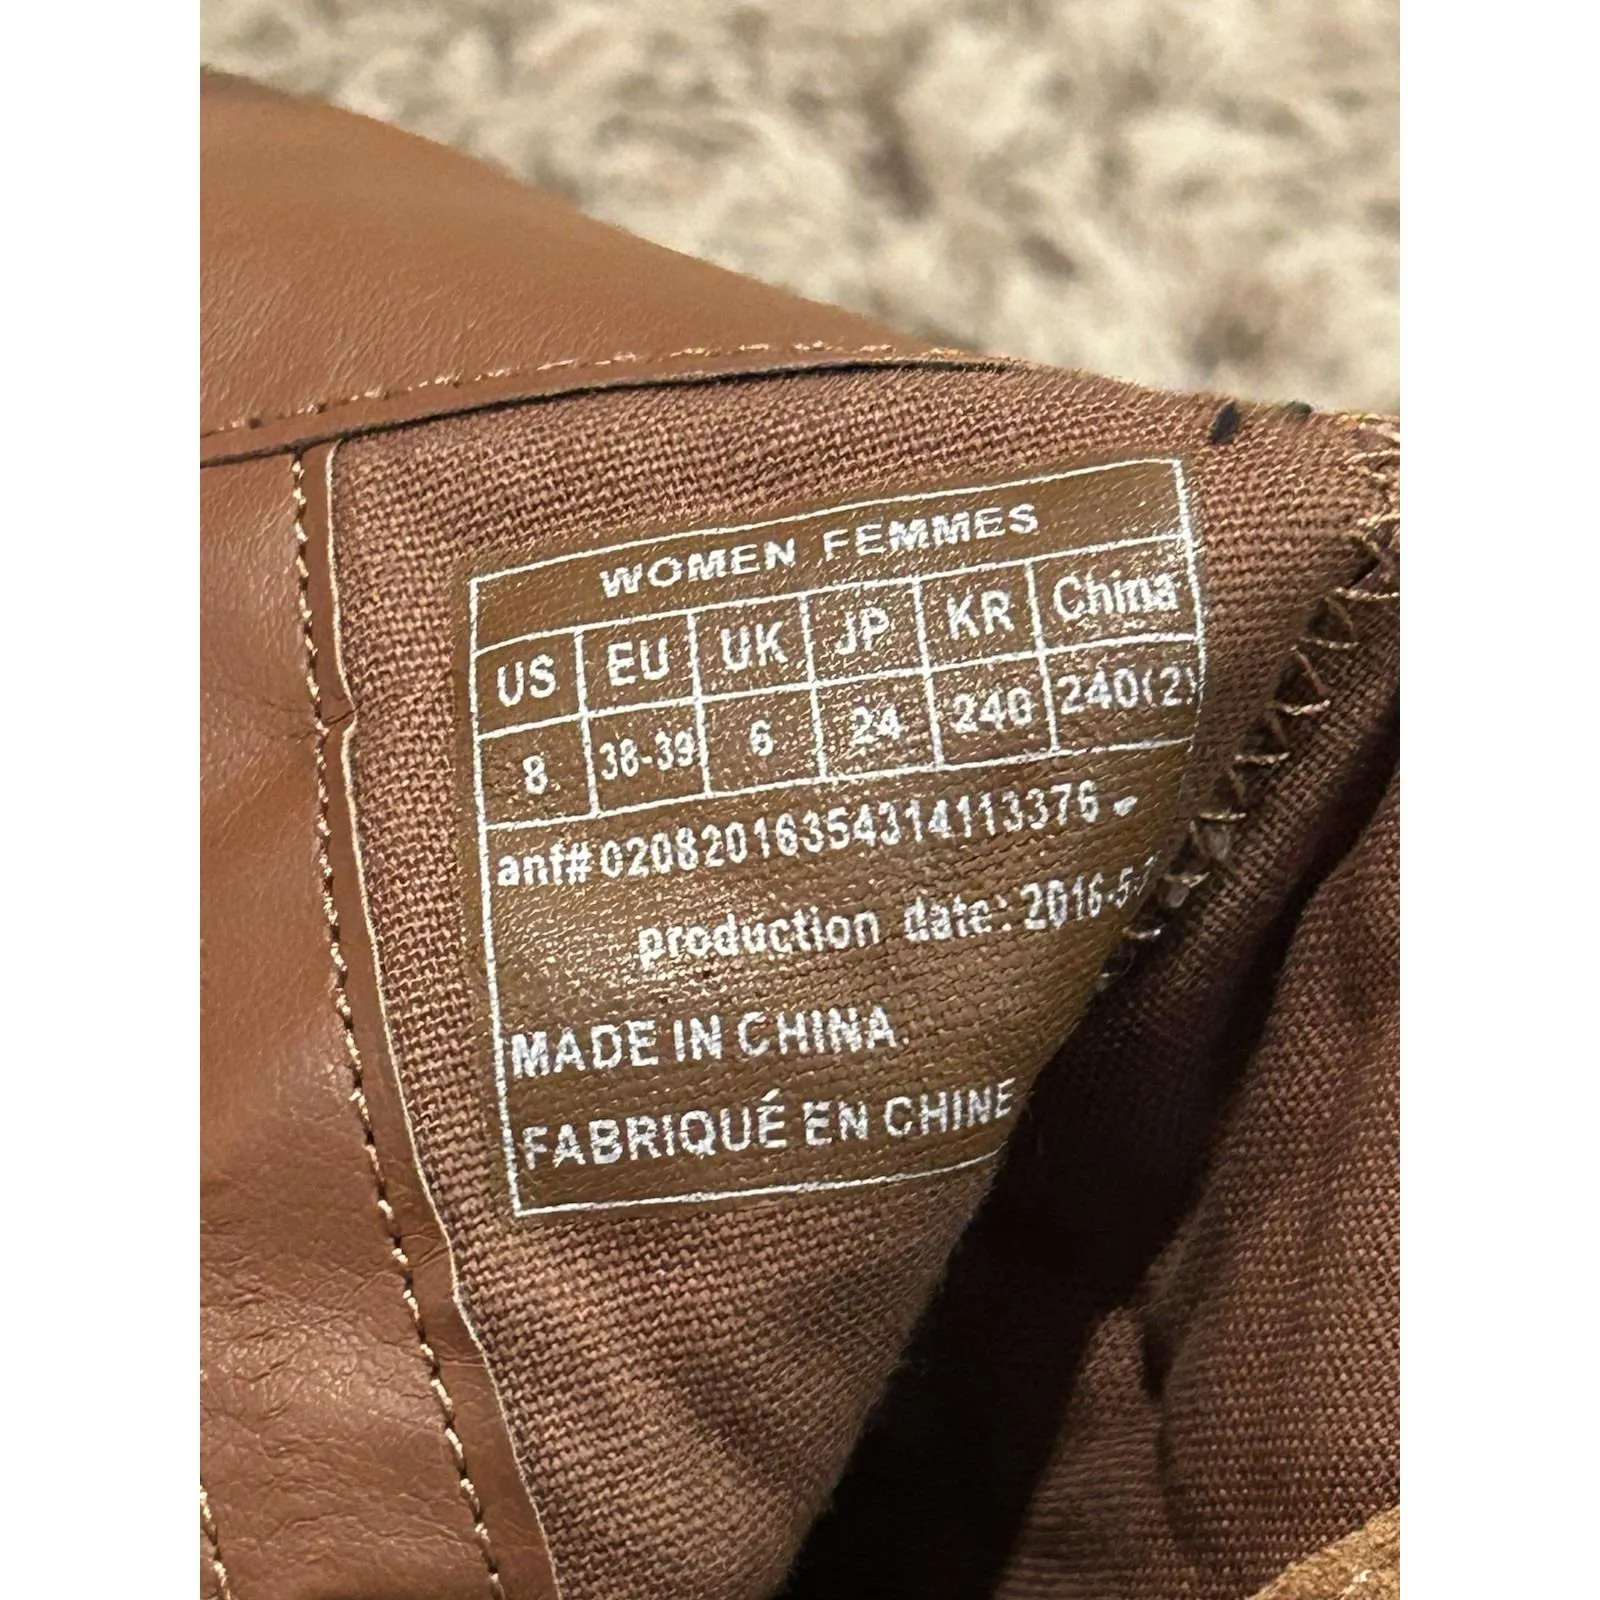 WOMEN FEMMES
US EU UK JP KR China
8 38-39 6 24 240 240(2)
anf# 02082016354314113376
production date: 2016-5-
MADE IN CHINA
FABRIQUÉ EN CHINE